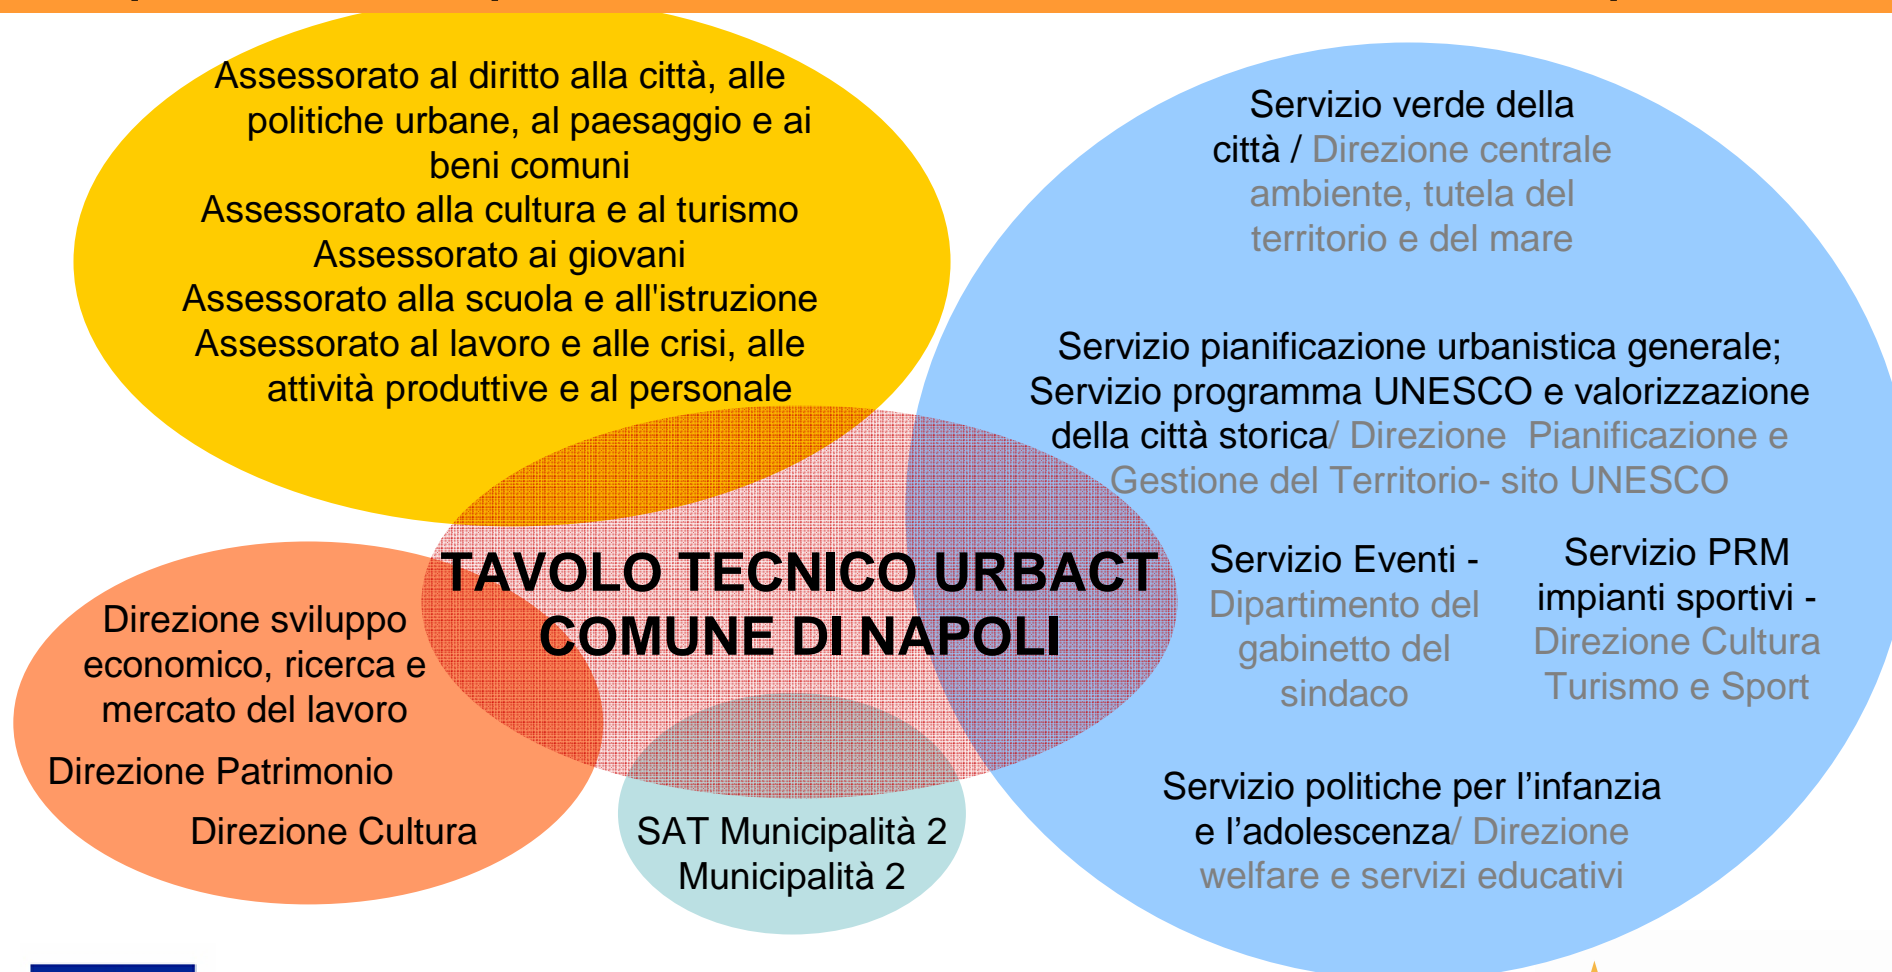 Assessorato al diritto alla città, alle
politiche urbane, al paesaggio e ai
beni comuni
Assessorato alla cultura e al turismo
Assessorato ai giovani
Assessorato alla scuola e all'istruzione
Assessorato al lavoro e alle crisi, alle
attività produttive e al personale
Servizio verde della
città / Direzione centrale
ambiente, tutela del
territorio e del mare
Servizio pianificazione urbanistica generale;
Servizio programma UNESCO e valorizzazione
della città storica/ Direzione Pianificazione e
Gestione del Territorio- sito UNESCO
TAVOLO TECNICO URBACT
COMUNE DI NAPOLI
Servizio Eventi -
Dipartimento del
gabinetto del
sindaco
Servizio PRM
impianti sportivi -
Direzione Cultura
Turismo e Sport
Direzione sviluppo
economico, ricerca e
mercato del lavoro
Direzione Patrimonio
Direzione Cultura
SAT Municipalità 2
Municipalità 2
Servizio politiche per l’infanzia
e l’adolescenza/ Direzione
welfare e servizi educativi